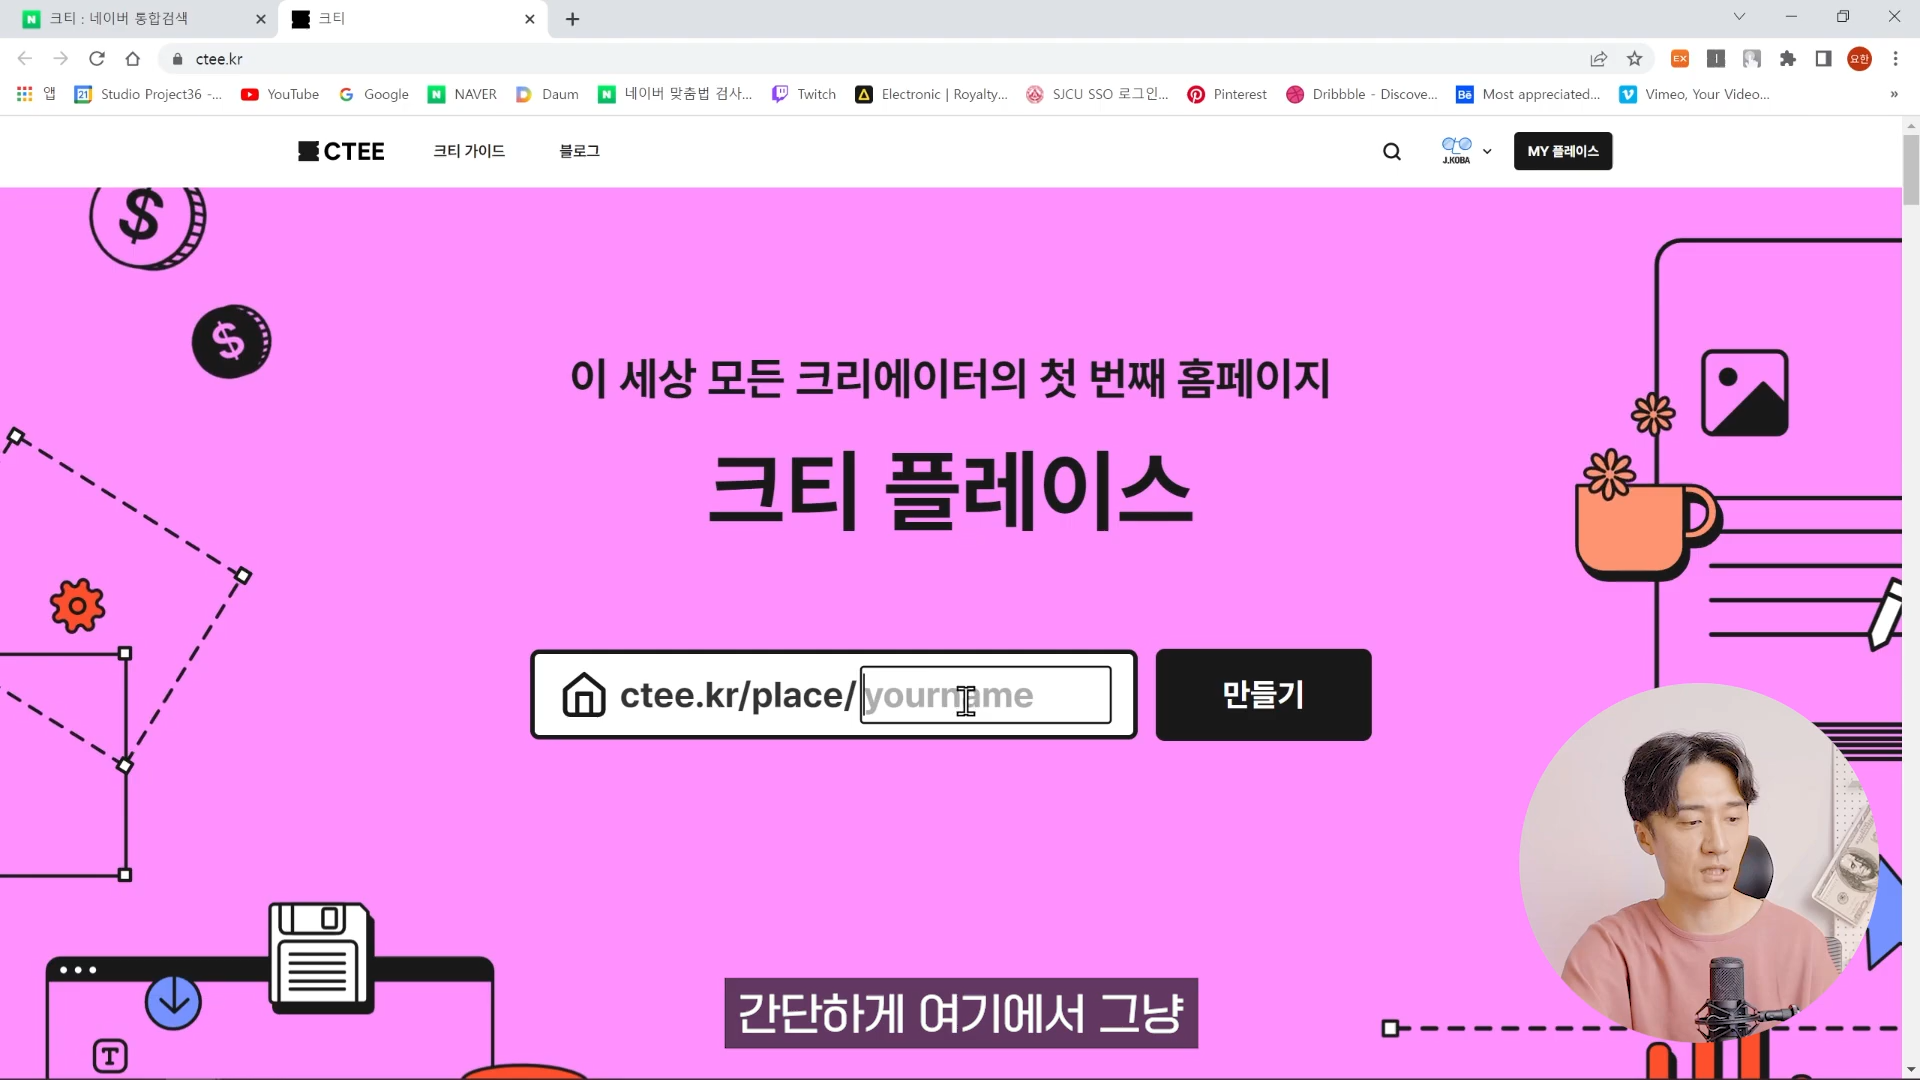 크티 : 네이버 통합검색
크티
ctee.kr
앱
Studio Project36 -...
YouTube
Google
NAVER
Daum
네이버 맞춤법 검사...
Twitch
Electronic | Royalty...
SJCU SSO 로그인...
Pinterest
Dribbble - Discove...
Most appreciated...
Vimeo, Your Video...
CTEE
크티 가이드
블로그
J.KOBA
MY 플레이스
이 세상 모든 크리에이터의 첫 번째 홈페이지
크티 플레이스
ctee.kr/place/yourname
만들기
간단하게 여기에서 그냥